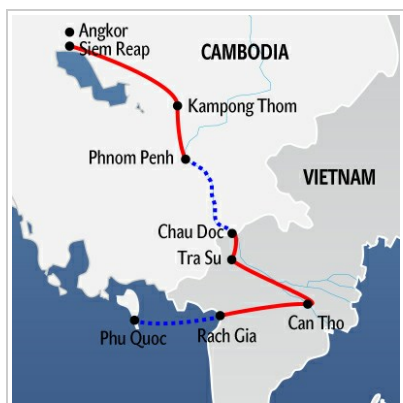 Angkor
Siem Reap
CAMBODIA
Kampong Thom
Phnom Penh
VIETNAM
Chau Doc
Tra Su
Can Tho
Rach Gia
Phu Quoc